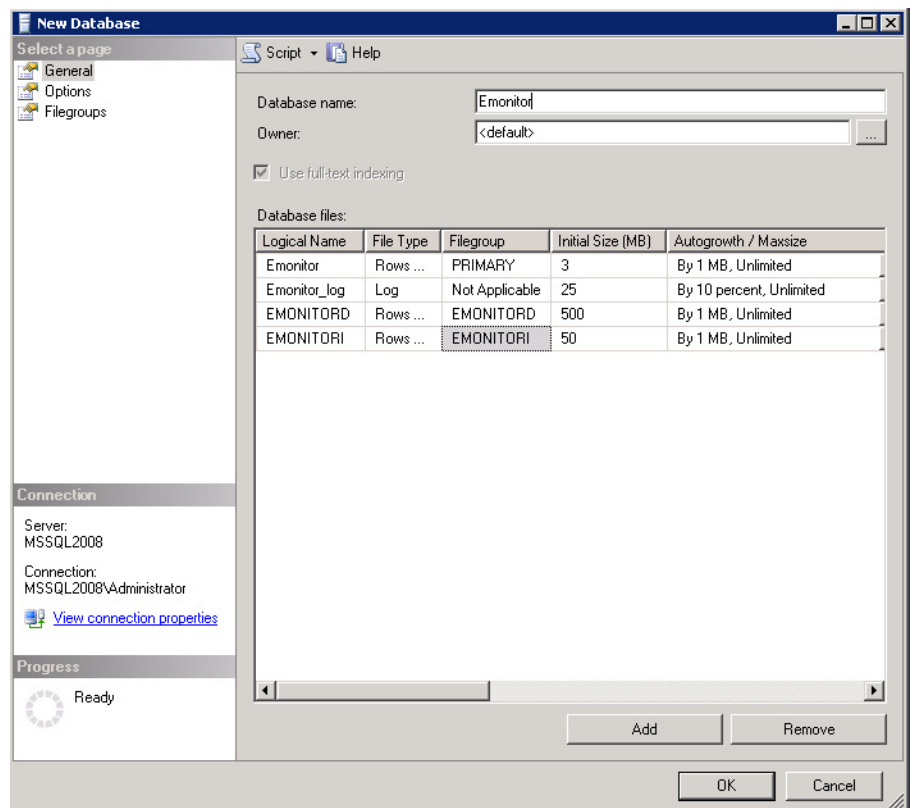 New Database
Select a page
General
Options
Filegroups
Script
Help
Database name:
Emonitor
Owner:
<default>
...
Use full-text indexing
Database files:
Logical Name File Type Filegroup Initial Size (MB) Autogrowth / Maxsize
Emonitor Rows ... PRIMARY 3 By 1 MB, Unlimited
Emonitor_log Log Not Applicable 25 By 10 percent, Unlimited
EMONITORD Rows ... EMONITORD 500 By 1 MB, Unlimited
EMONITORI Rows ... EMONITORI 50 By 1 MB, Unlimited
Connection
Server:
MSSQL2008
Connection:
MSSQL2008\Administrator
View connection properties
Progress
Ready
Add
Remove
OK
Cancel